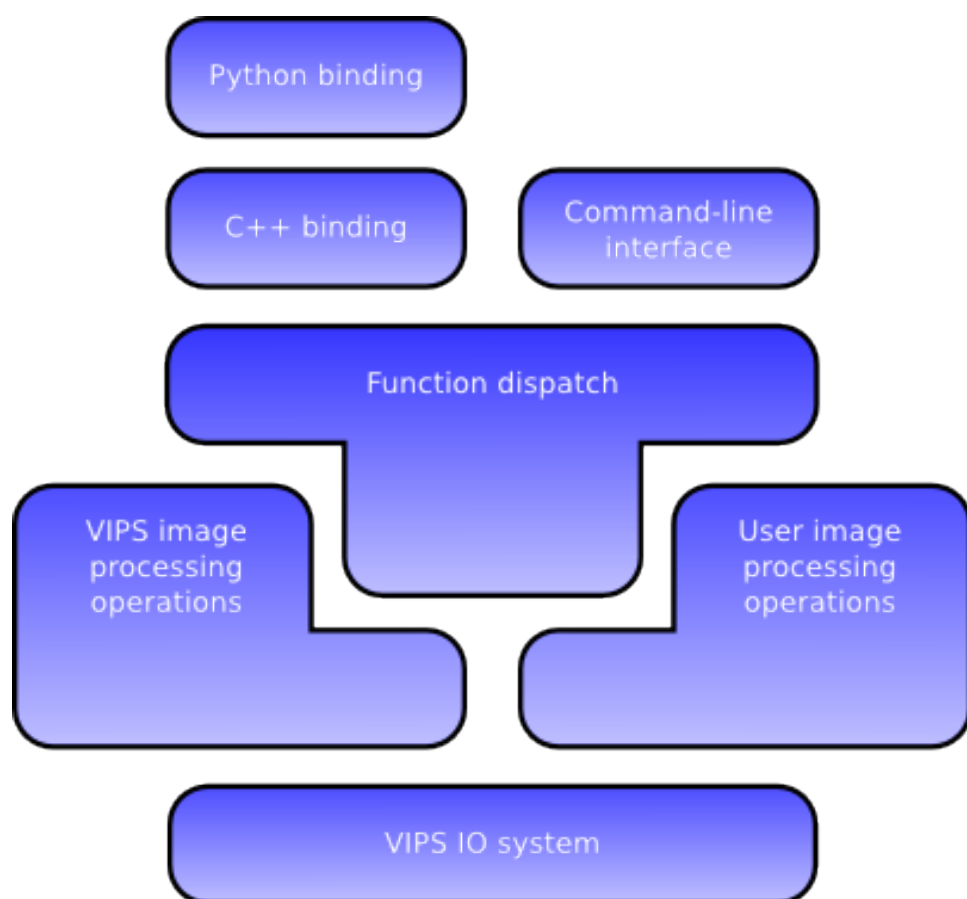 Python binding
C++ binding
Command-line
interface
Function dispatch
VIPS image
processing
operations
User image
processing
operations
VIPS IO system